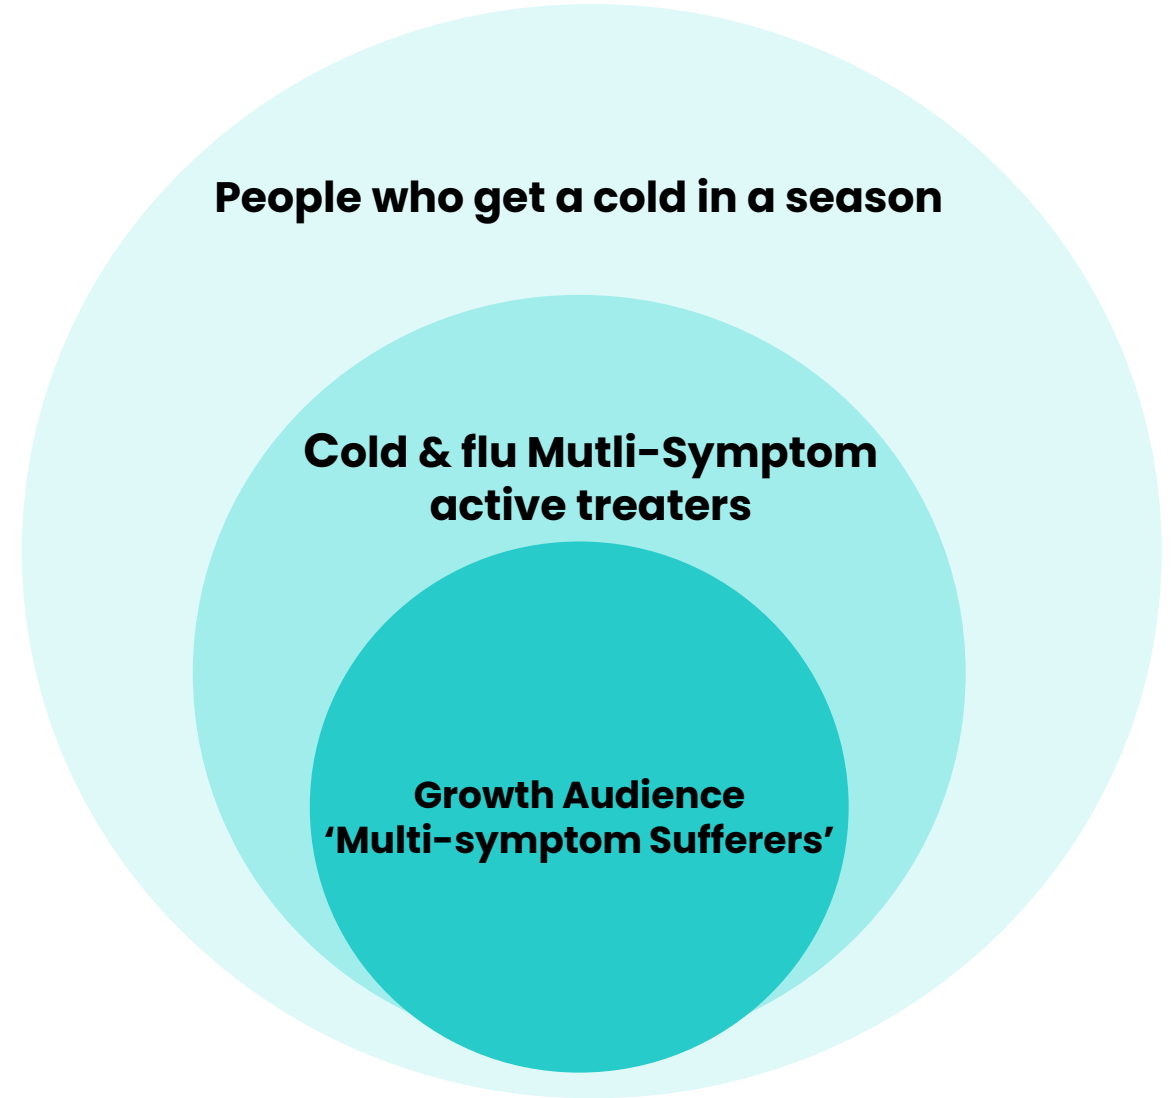 People who get a cold in a season
Cold & flu Mutli-Symptom
active treaters
Growth Audience
‘Multi-symptom Sufferers’